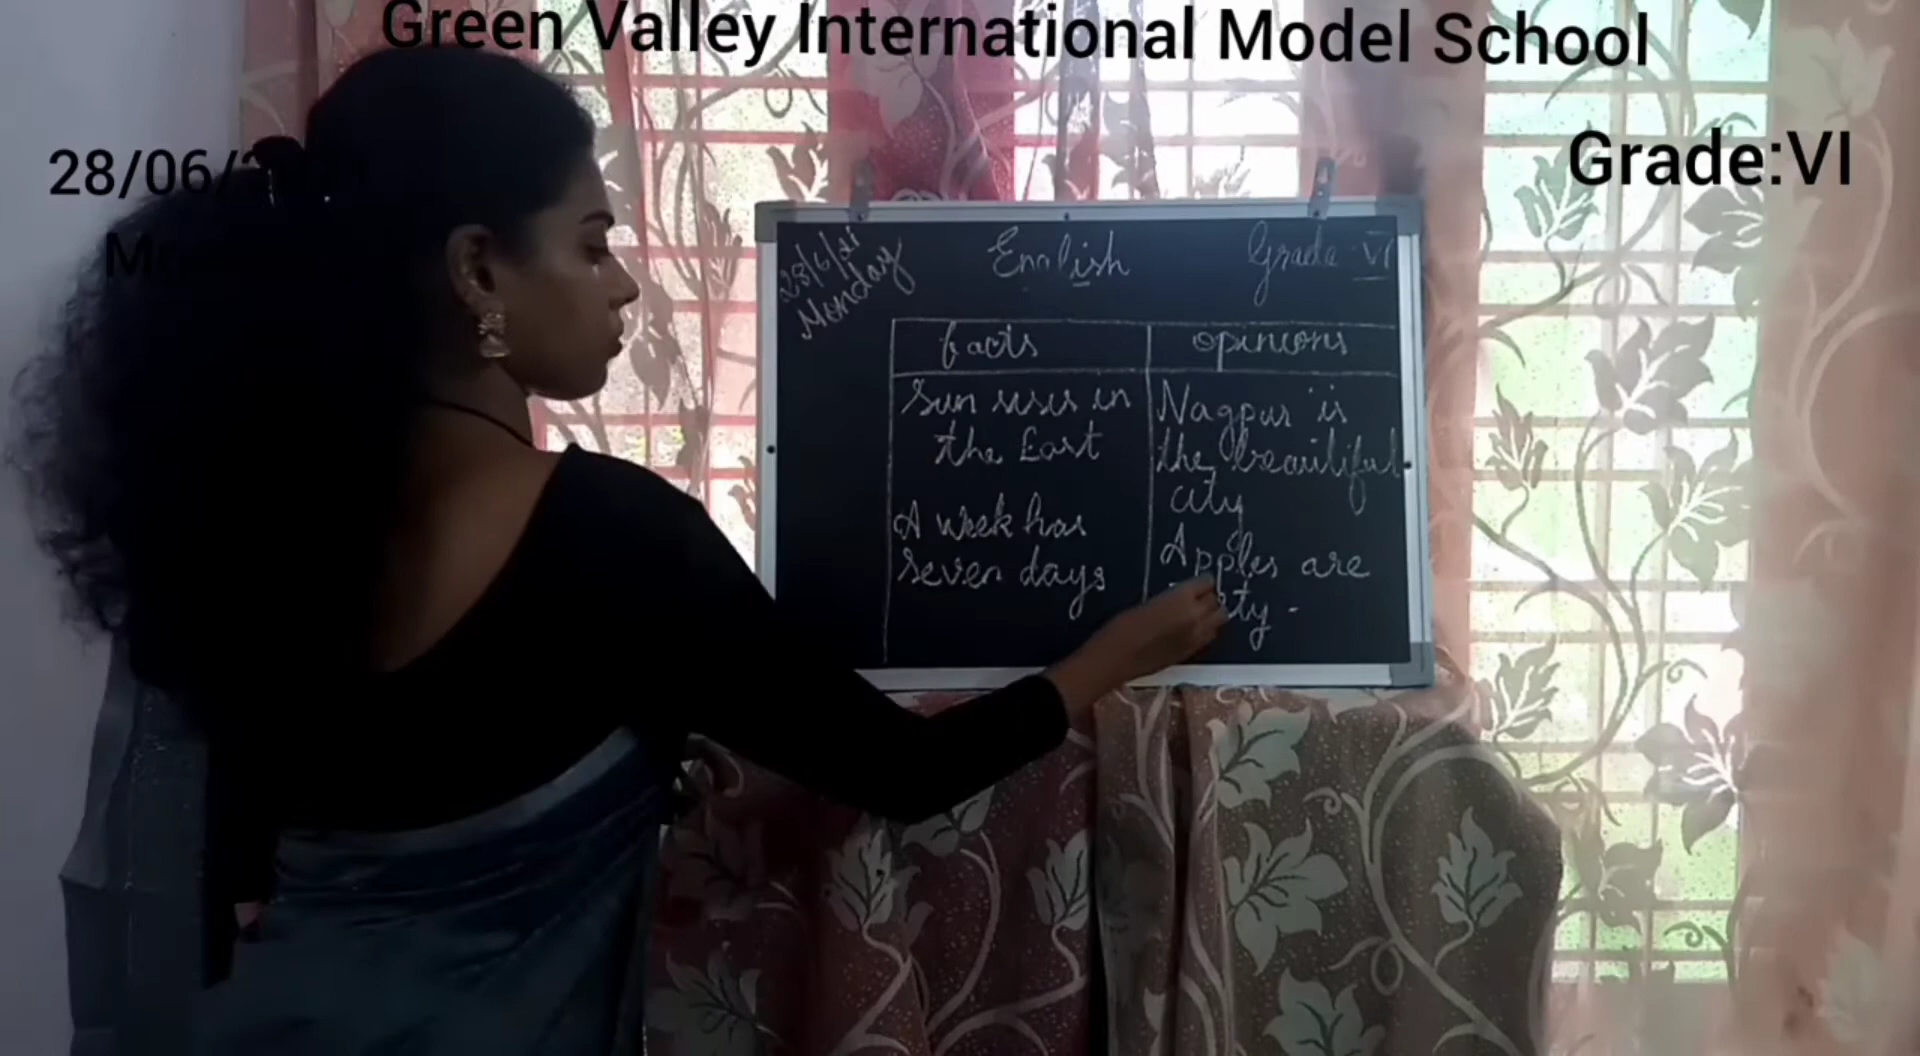 Green Valley International Model School
28/06/
Grade:VI
28/6/21
Monday
English
Grade VI
facts
opinions
Sun rises in
the East
A week has
seven days
Nagpur is
the beautiful
city
Apples are